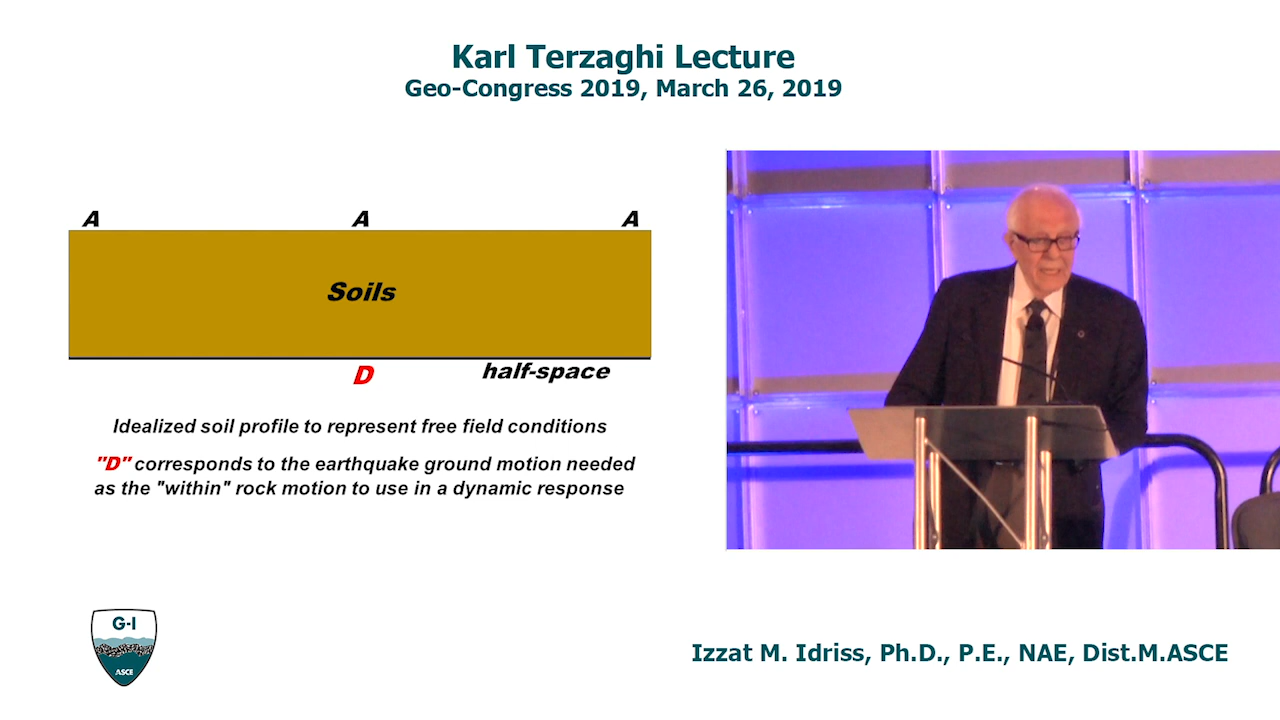 Karl Terzaghi Lecture
Geo-Congress 2019, March 26, 2019
A A A
Soils
D half-space
Idealized soil profile to represent free field conditions
"D" corresponds to the earthquake ground motion needed
as the "within" rock motion to use in a dynamic response
G-I
ASCE
Izzat M. Idriss, Ph.D., P.E., NAE, Dist.M.ASCE